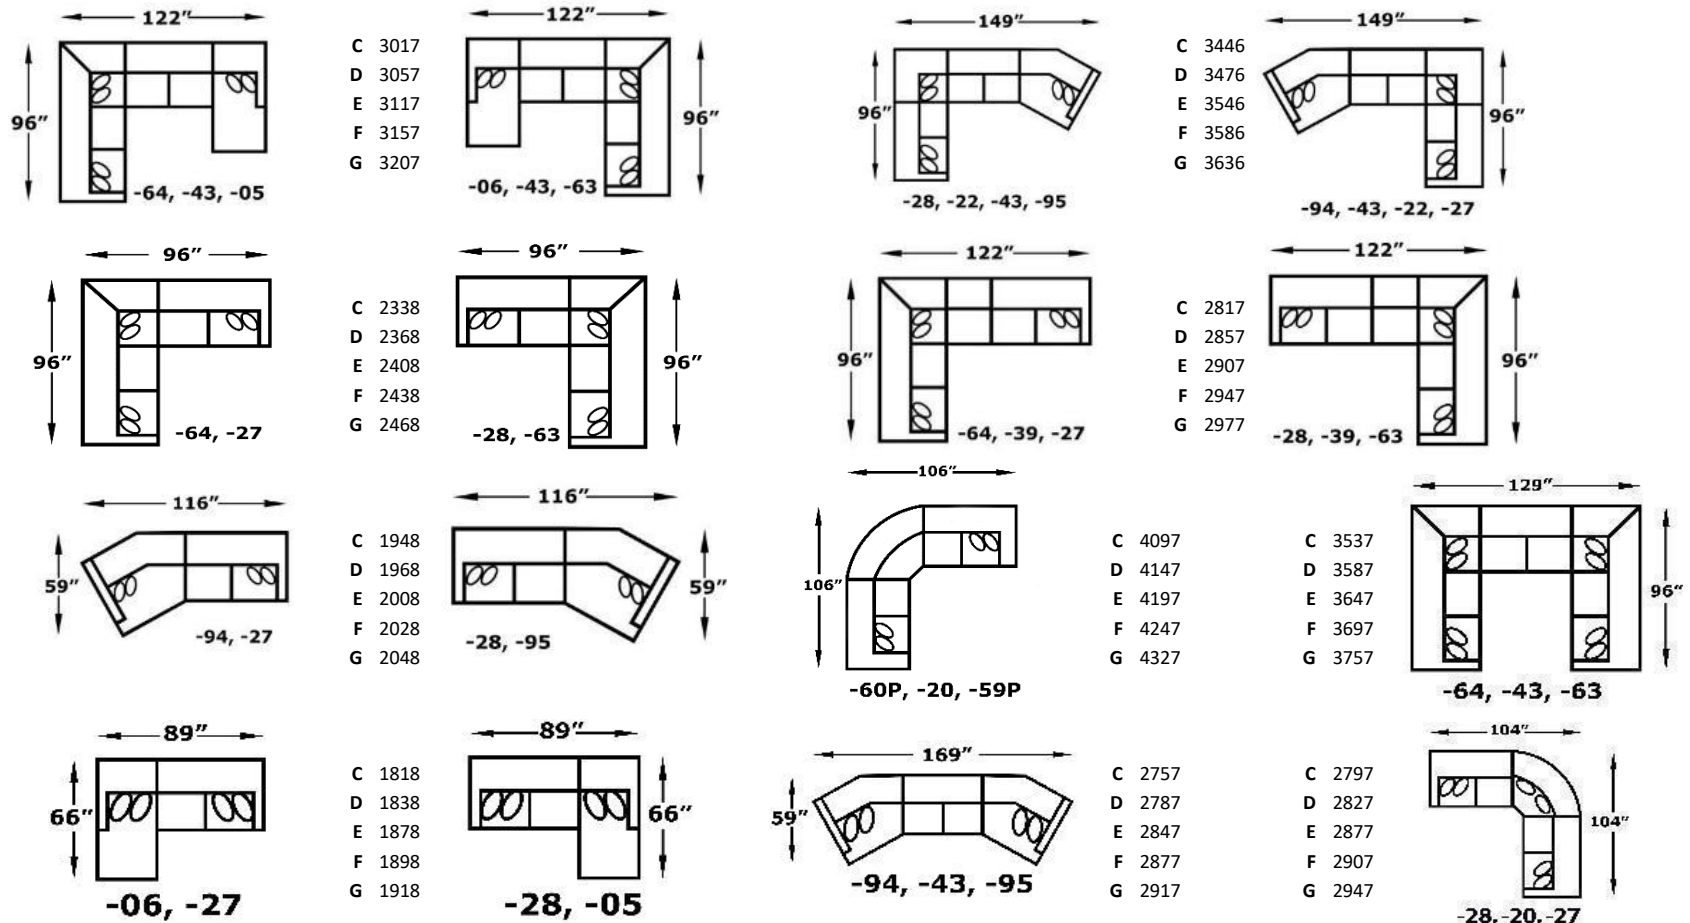 122”
96”
-64, -43, -05
C 3017
D 3057
E 3117
F 3157
G 3207
122”
96”
-06, -43, -63
149”
96”
-28, -22, -43, -95
C 3446
D 3476
E 3546
F 3586
G 3636
149”
96”
-94, -43, -22, -27
96”
96”
-64, -27
C 2338
D 2368
E 2408
F 2438
G 2468
96”
96”
-28, -63
122”
96”
-64, -39, -27
C 2817
D 2857
E 2907
F 2947
G 2977
122”
96”
-28, -39, -63
116”
59”
-94, -27
C 1948
D 1968
E 2008
F 2028
G 2048
116”
59”
-28, -95
106”
106”
-60P, -20, -59P
C 4097
D 4147
E 4197
F 4247
G 4327
C 3537
D 3587
E 3647
F 3697
G 3757
129”
96”
-64, -43, -63
89”
66”
-06, -27
C 1818
D 1838
E 1878
F 1898
G 1918
89”
66”
-28, -05
169”
59”
-94, -43, -95
C 2757
D 2787
E 2847
F 2877
G 2917
C 2797
D 2827
E 2877
F 2907
G 2947
104”
104”
-28, -20, -27